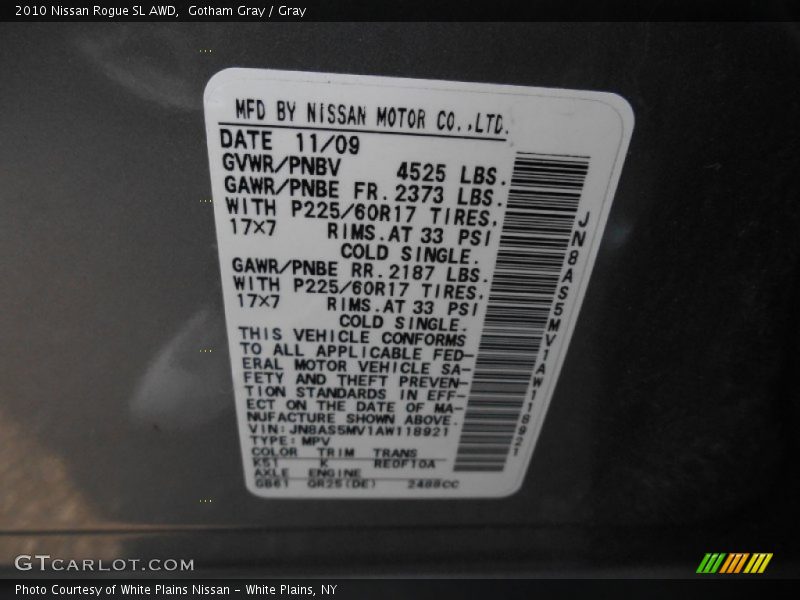 2010 Nissan Rogue SL AWD,  Gotham Gray / Gray
MFD BY NISSAN MOTOR CO.,LTD.
DATE 11/09
GVWR/PNBV 4525 LBS.
GAWR/PNBE FR. 2373 LBS.
WITH P225/60R17 TIRES,
17×7 RIMS.AT 33 PSI
COLD SINGLE.
GAWR/PNBE RR. 2187 LBS.
WITH P225/60R17 TIRES,
17×7 RIMS.AT 33 PSI
COLD SINGLE.
THIS VEHICLE CONFORMS
TO ALL APPLICABLE FED-
ERAL MOTOR VEHICLE SA-
FETY AND THEFT PREVEN-
TION STANDARDS IN EFF-
ECT ON THE DATE OF MA-
NUFACTURE SHOWN ABOVE.
VIN:JN8AS5MV1AW118921
TYPE:MPV
COLOR TRIM TRANS
K51 K RE0F10A
AXLE ENGINE
GB61 QR25(DE) 2488CC
JN8AS5MV1AW118921
GTCARLOT.COM
Photo Courtesy of White Plains Nissan - White Plains, NY